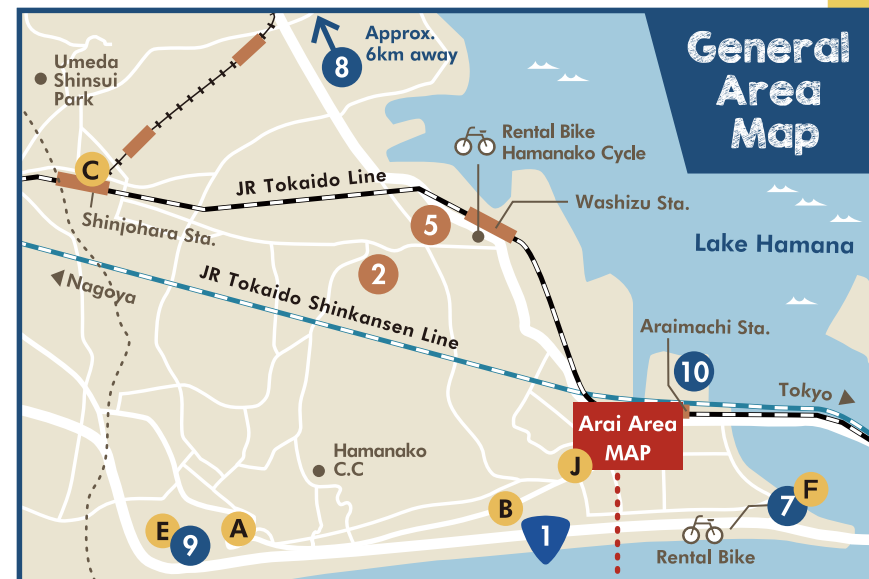 General
Area
Map
Approx.
6km away
8
Umeda
Shinsui
Park
Rental Bike
Hamanako Cycle
C
JR Tokaido Line
Washizu Sta.
Shinjohara Sta.
5
Lake Hamana
2
JR Tokaido Shinkansen Line
Nagoya
Araimachi Sta.
10
Tokyo
Arai Area
MAP
Hamanako
C.C
J
B
F
7
E
9
A
1
Rental Bike